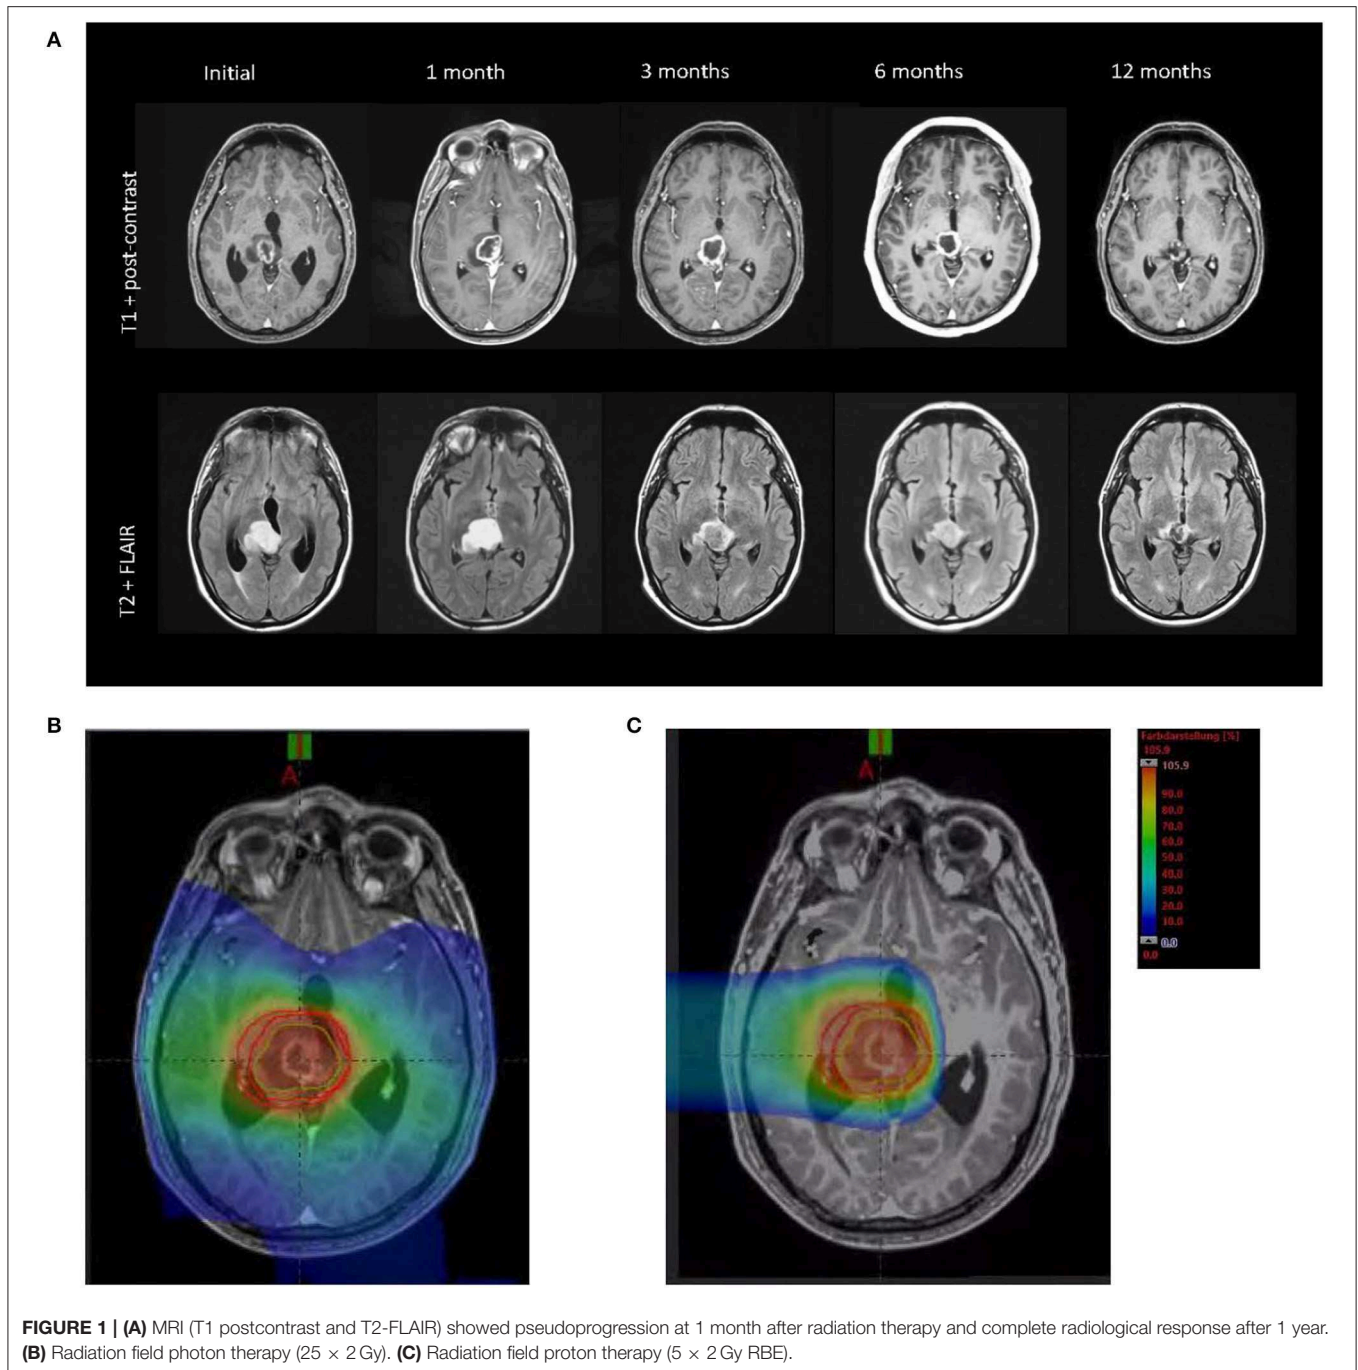 A
Initial
1 month
3 months
6 months
12 months
T1 + post-contrast
T2 + FLAIR
B
A
C
A
Farbdarstellung [%]
105.9
105.9
90.0
80.0
70.0
60.0
50.0
40.0
30.0
20.0
10.0
0.0
0.0
FIGURE 1 | (A) MRI (T1 postcontrast and T2-FLAIR) showed pseudoprogression at 1 month after radiation therapy and complete radiological response after 1 year.
(B) Radiation field photon therapy (25 × 2 Gy). (C) Radiation field proton therapy (5 × 2 Gy RBE).